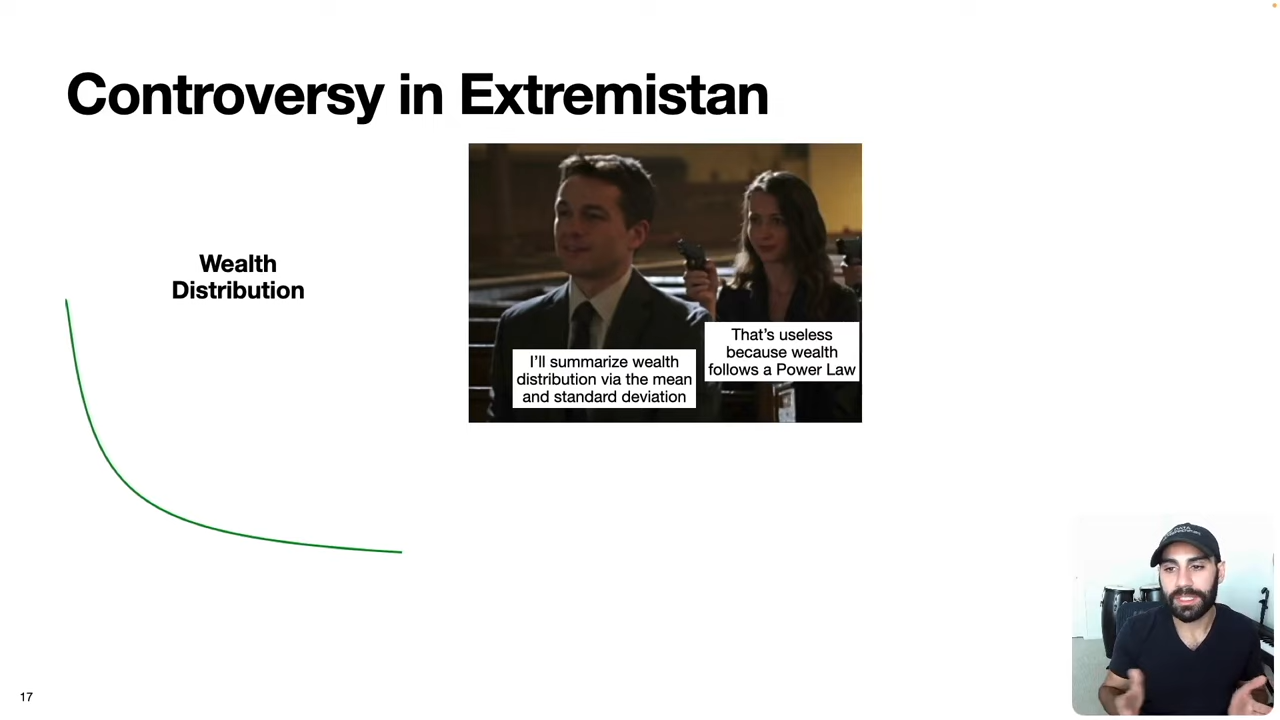 Controversy in Extremistan
Wealth
Distribution
I'll summarize wealth
distribution via the mean
and standard deviation
That's useless
because wealth
follows a Power Law
17